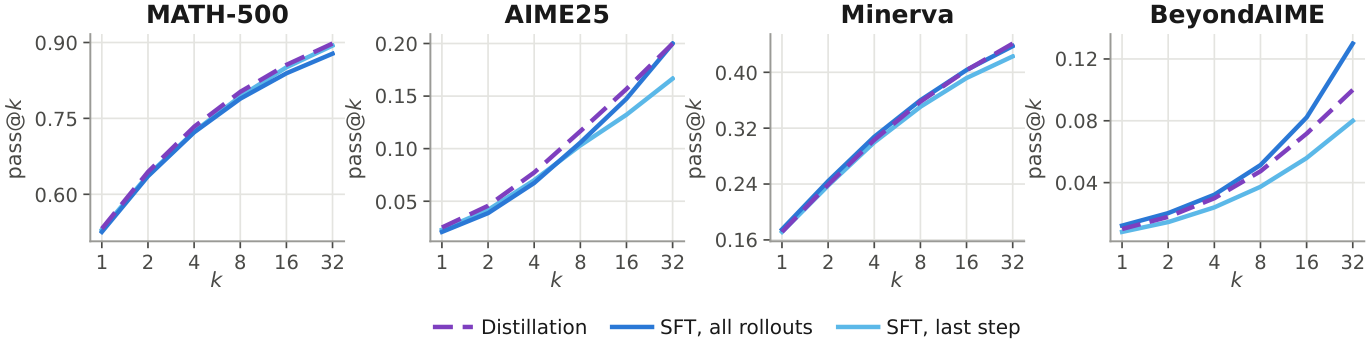 MATH-500
AIME25
Minerva
BeyondAIME
pass@k
0.90
0.75
0.60
1 2 4 8 16 32
k
pass@k
0.20
0.15
0.10
0.05
1 2 4 8 16 32
k
pass@k
0.40
0.32
0.24
0.16
1 2 4 8 16 32
k
pass@k
0.12
0.08
0.04
1 2 4 8 16 32
k
Distillation
SFT, all rollouts
SFT, last step